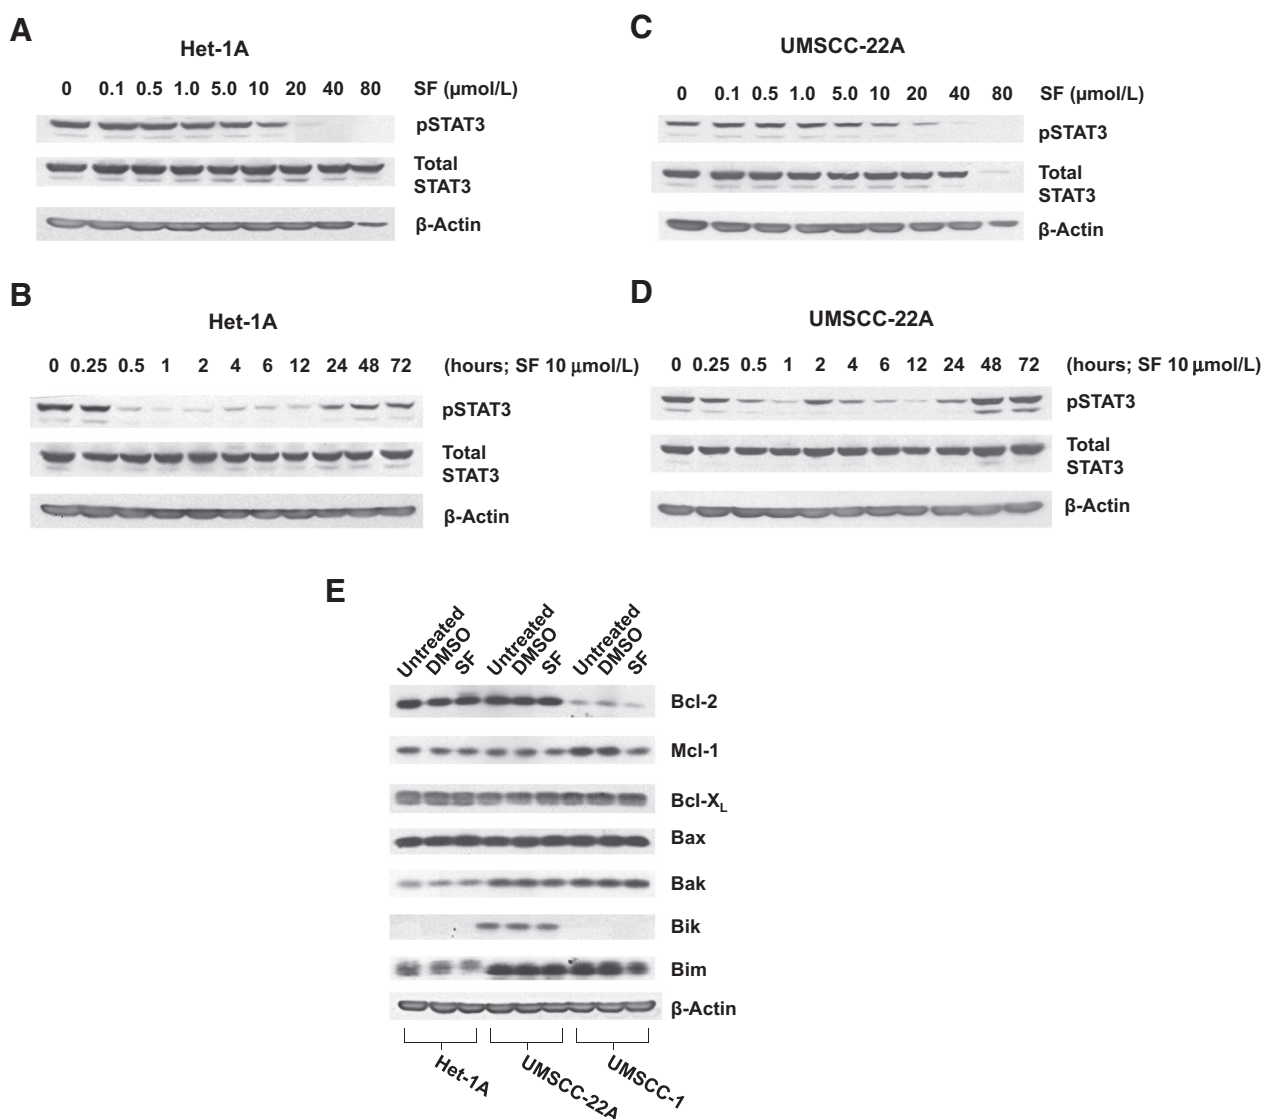 A
Het-1A
0 0.1 0.5 1.0 5.0 10 20 40 80 SF (µmol/L)
pSTAT3
Total
STAT3
β-Actin
B
Het-1A
0 0.25 0.5 1 2 4 6 12 24 48 72 (hours; SF 10 µmol/L)
pSTAT3
Total
STAT3
β-Actin
C
UMSCC-22A
0 0.1 0.5 1.0 5.0 10 20 40 80 SF (µmol/L)
pSTAT3
Total
STAT3
β-Actin
D
UMSCC-22A
0 0.25 0.5 1 2 4 6 12 24 48 72 (hours; SF 10 µmol/L)
pSTAT3
Total
STAT3
β-Actin
E
Untreated DMSO SF Untreated DMSO SF Untreated DMSO SF
Bcl-2
Mcl-1
Bcl-XL
Bax
Bak
Bik
Bim
β-Actin
Het-1A UMSCC-22A UMSCC-1